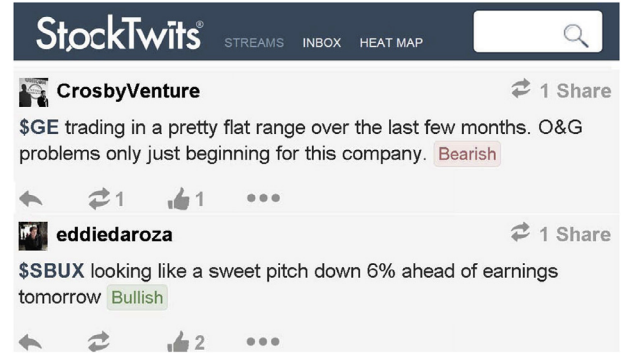 StockTwits®
STREAMS INBOX HEAT MAP
CrosbyVenture
1 Share
$GE trading in a pretty flat range over the last few months. O&G
problems only just beginning for this company. Bearish
1 1
eddiedaroza
1 Share
$SBUX looking like a sweet pitch down 6% ahead of earnings
tomorrow Bullish
2